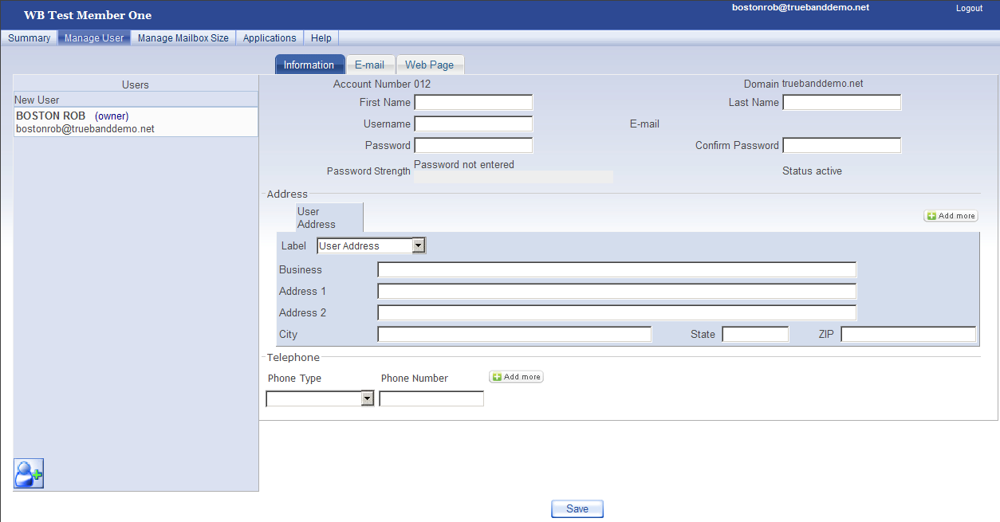 WB Test Member One
bostonrob@truebanddemo.net Logout
Summary Manage User Manage Mailbox Size Applications Help
Information E-mail Web Page
Users
New User
BOSTON ROB (owner)
bostonrob@truebanddemo.net
Account Number 012 Domain truebanddemo.net
First Name Last Name
Username E-mail
Password Confirm Password
Password Strength Password not entered Status active
Address
User
Address
Add more
Label User Address
Business
Address 1
Address 2
City State ZIP
Telephone
Phone Type Phone Number Add more
Save